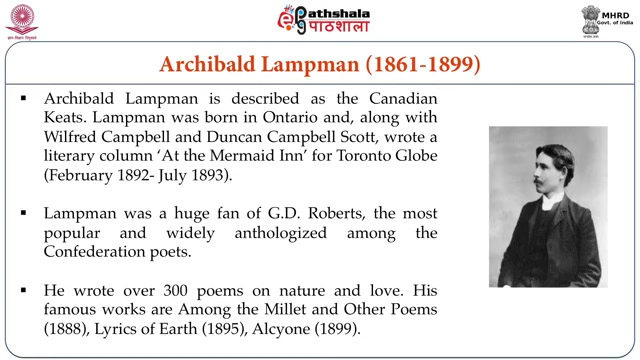 Pathshala
पाठशाला
MHRD
Govt. of India
Archibald Lampman (1861-1899)
▪ Archibald Lampman is described as the Canadian
Keats. Lampman was born in Ontario and, along with
Wilfred Campbell and Duncan Campbell Scott, wrote a
literary column ‘At the Mermaid Inn’ for Toronto Globe
(February 1892- July 1893).
▪ Lampman was a huge fan of G.D. Roberts, the most
popular and widely anthologized among the
Confederation poets.
▪ He wrote over 300 poems on nature and love. His
famous works are Among the Millet and Other Poems
(1888), Lyrics of Earth (1895), Alcyone (1899).